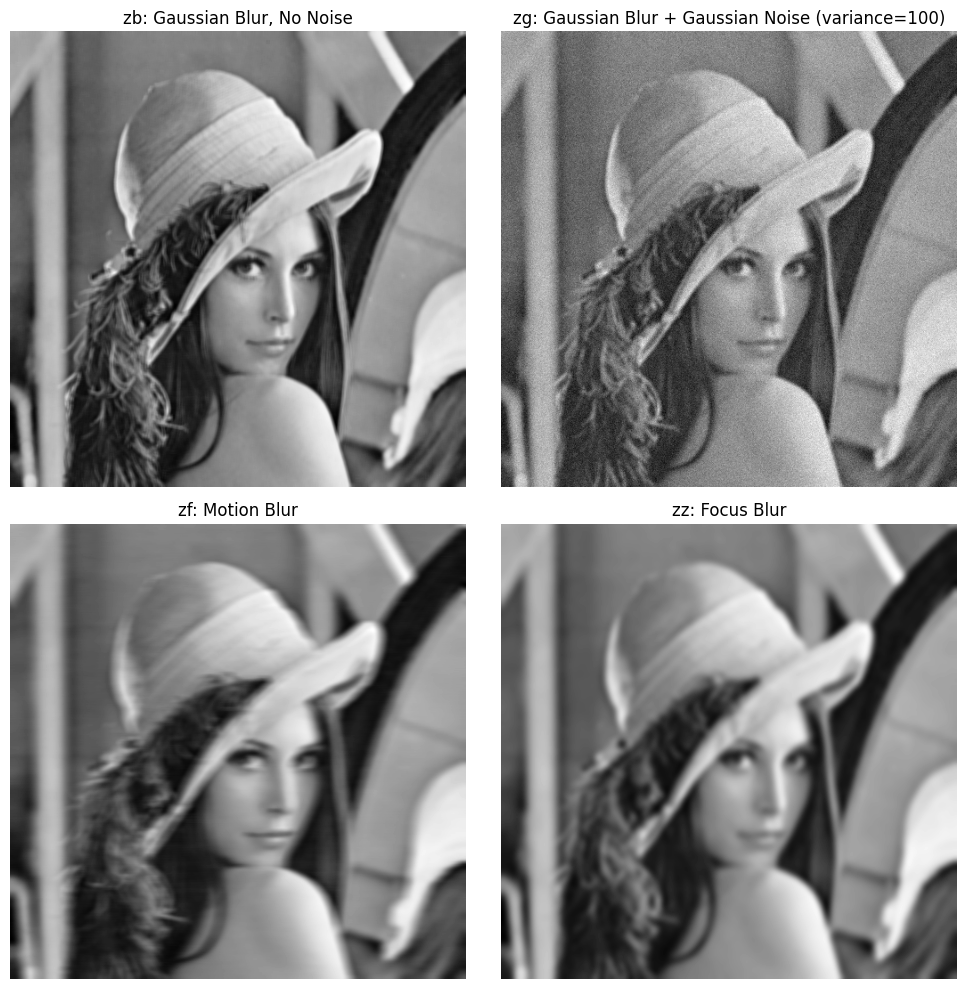 zb: Gaussian Blur, No Noise
zg: Gaussian Blur + Gaussian Noise (variance=100)
zf: Motion Blur
zz: Focus Blur